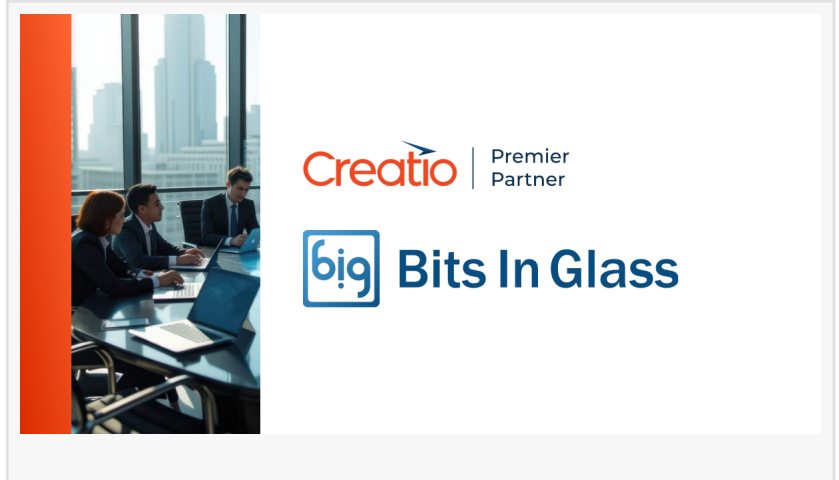 Creatio
Premier
Partner
big
Bits In Glass